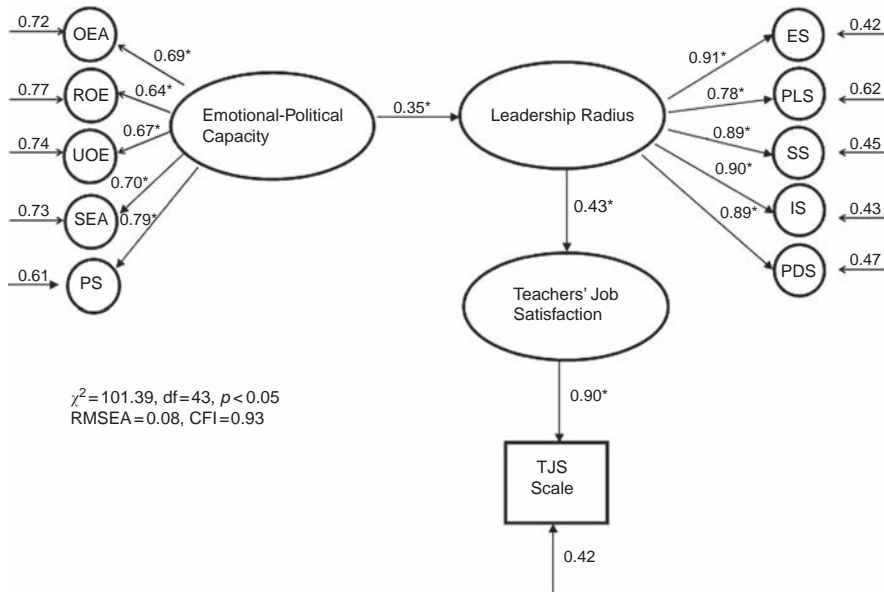 0.72
OEA
0.69*
0.77
ROE
0.64*
0.74
UOE
0.67*
0.73
SEA
0.70*
0.61
PS
0.79*
Emotional-Political
Capacity
0.35*
Leadership Radius
0.91*
ES
0.42
0.78*
PLS
0.62
0.89*
SS
0.45
0.90*
IS
0.43
0.89*
PDS
0.47
0.43*
Teachers’ Job
Satisfaction
0.90*
TJS
Scale
0.42
χ²=101.39, df=43, p<0.05
RMSEA=0.08, CFI=0.93